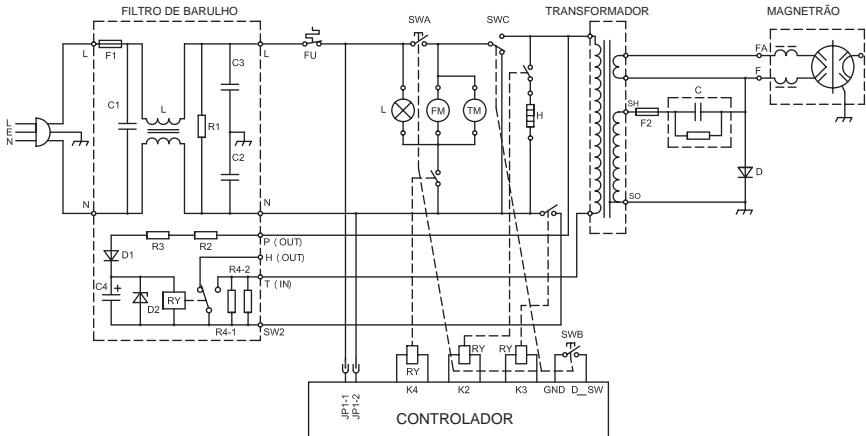 FILTRO DE BARULHO
SWA
SWC
TRANSFORMADOR
MAGNETRÃO
L
F1
L
FU
C3
C1
L
R1
C2
L
E
N
N
N
L
FM
TM
H
FA
F
SH
F2
C
D
SO
R3
R2
P ( OUT)
H ( OUT)
D1
R4-2
T ( IN)
C4
+
D2
RY
R4-1
SW2
SWB
RY
RY
RY
K4
K2
K3
GND
D__SW
JP1-1
JP1-2
CONTROLADOR